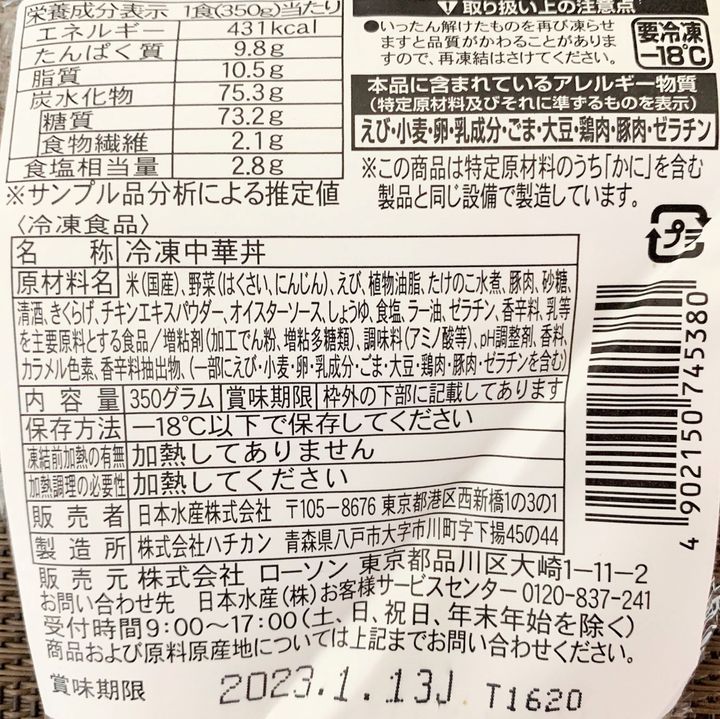 栄養成分表示 1食(350g)当たり
エネルギー 431kcal
たんぱく質 9.8g
脂質 10.5g
炭水化物 75.3g
糖質 73.2g
食物繊維 2.1g
食塩相当量 2.8g
※サンプル品分析による推定値
取り扱い上の注意点
●いったん解けたものを再び凍らせ
ますと品質がかわることがありま
すので、再凍結はさけてください。
要冷凍
-18℃
本品に含まれているアレルギー物質
(特定原材料及びそれに準ずるものを表示)
えび・小麦・卵・乳成分・ごま・大豆・鶏肉・豚肉・ゼラチン
※この商品は特定原材料のうち「かに」を含む
製品と同じ設備で製造しています。
プラ
〈冷凍食品〉
名称 冷凍中華丼
原材料名 米(国産)、野菜(はくさい、にんじん)、えび、植物油脂、たけのこ水煮、豚肉、砂糖、
清酒、きくらげ、チキンエキスパウダー、オイスターソース、しょうゆ、食塩、ラー油、ゼラチン、香辛料、乳等
を主要原料とする食品/増粘剤(加工でん粉、増粘多糖類)、調味料(アミノ酸等)、pH調整剤、香料、
カラメル色素、香辛料抽出物、(一部にえび・小麦・卵・乳成分・ごま・大豆・鶏肉・豚肉・ゼラチンを含む)
内容量 350グラム 賞味期限 枠外の下部に記載してあります
保存方法 -18℃以下で保存してください
凍結前加熱の有無 加熱してありません
加熱調理の必要性 加熱してください
販売者 日本水産株式会社 〒105-8676 東京都港区西新橋1の3の1
製造所 株式会社ハチカン 青森県八戸市大字市川町字下揚45の44
販売元 株式会社 ローソン 東京都品川区大崎1-11-2
お問い合わせ先 日本水産(株)お客様サービスセンター 0120-837-241
受付時間9:00～17:00(土、日、祝日、年末年始を除く)
商品および原料原産地については上記までお問い合わせください。
賞味期限 2023.1.13J T1620
4 902150 745380